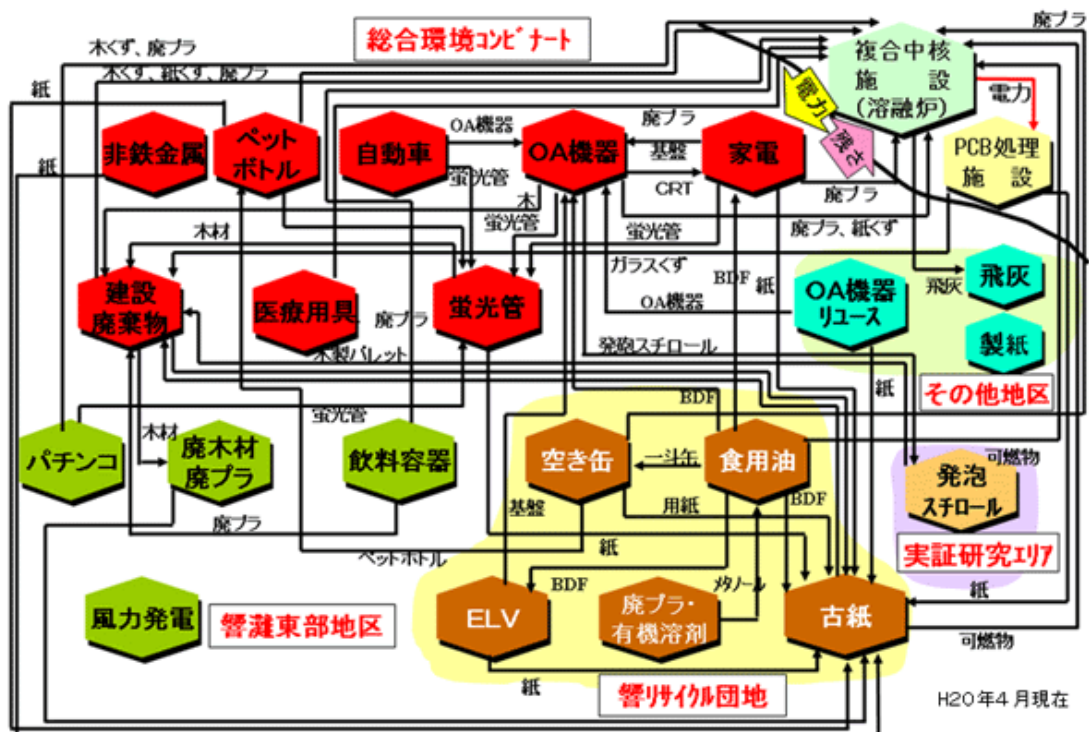 総合環境コンビナート
廃プラ
木くず、廃プラ
木くず、紙くず、廃プラ
紙
紙
複合中核
施設
(溶融炉)
電力
電力
残さ
PCB処理
施設
非鉄金属
ペット
ボトル
自動車
OA機器
OA機器
廃プラ
基盤
CRT
家電
蛍光管
木
廃プラ
廃プラ、紙くず
木材
蛍光管
蛍光管
ガラスくず
BDF
紙
飛灰
飛灰
OA機器
リユース
OA機器
製紙
建設
廃棄物
医療用具
廃プラ
蛍光管
木製パレット
発砲スチロール
紙
その他地区
BDF
蛍光管
パチンコ
木材
廃木材
廃プラ
飲料容器
空き缶
一斗缶
食用油
可燃物
発泡
スチロール
基盤
用紙
BDF
廃プラ
ペットボトル
紙
実証研究エリア
BDF
メタノール
紙
風力発電
響灘東部地区
ELV
廃プラ・
有機溶剤
古紙
可燃物
紙
響リサイクル団地
H20年4月現在